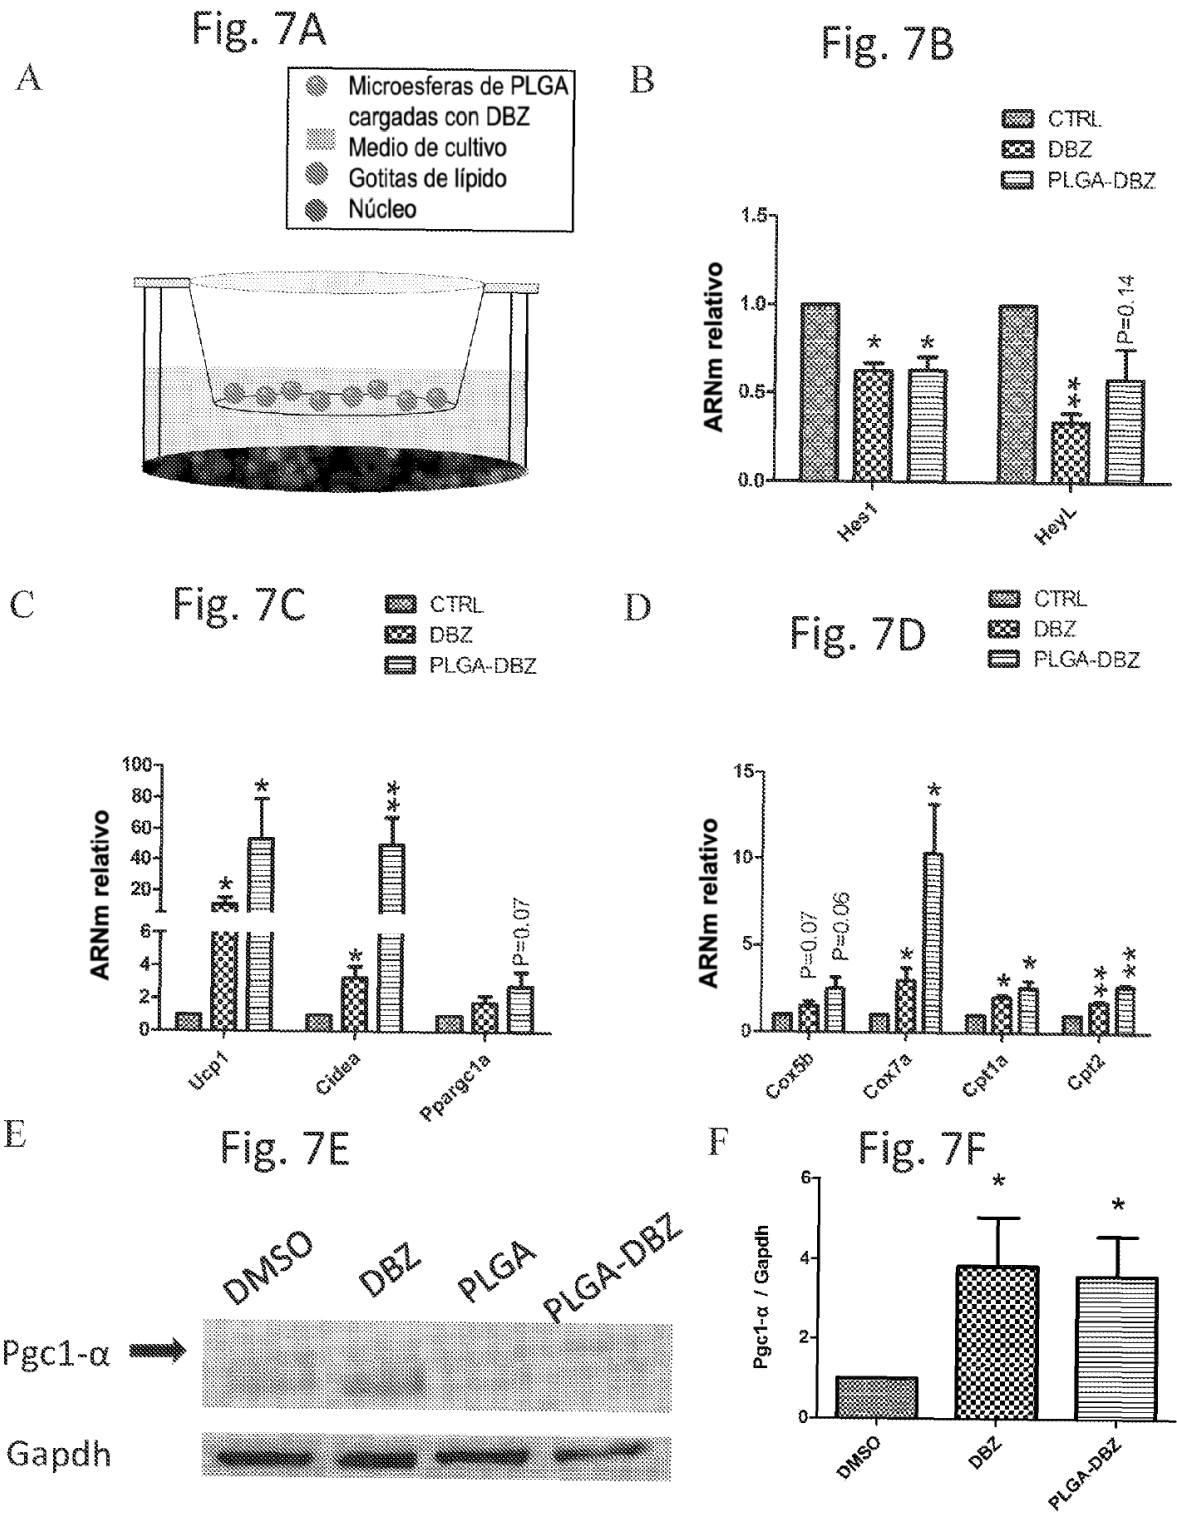 Fig. 7A
A
Microesferas de PLGA
cargadas con DBZ
Medio de cultivo
Gotitas de lípido
Núcleo
Fig. 7B
B
CTRL
DBZ
PLGA-DBZ
ARNm relativo
1.5
1.0
0.5
0.0
*
*
**
P=0.14
Hes1
HeyL
C
Fig. 7C
CTRL
DBZ
PLGA-DBZ
ARNm relativo
100
80
60
40
20
6
4
2
0
*
*
*
**
P=0.07
Ucp1
Cidea
Ppargc1a
D
Fig. 7D
CTRL
DBZ
PLGA-DBZ
ARNm relativo
15
10
5
0
P=0.07
P=0.06
*
*
*
*
**
**
Cox5b
Cox7a
Cpt1a
Cpt2
E
Fig. 7E
DMSO
DBZ
PLGA
PLGA-DBZ
Pgc1-α
Gapdh
F
Fig. 7F
Pgc1-α / Gapdh
6
4
2
0
*
*
DMSO
DBZ
PLGA-DBZ